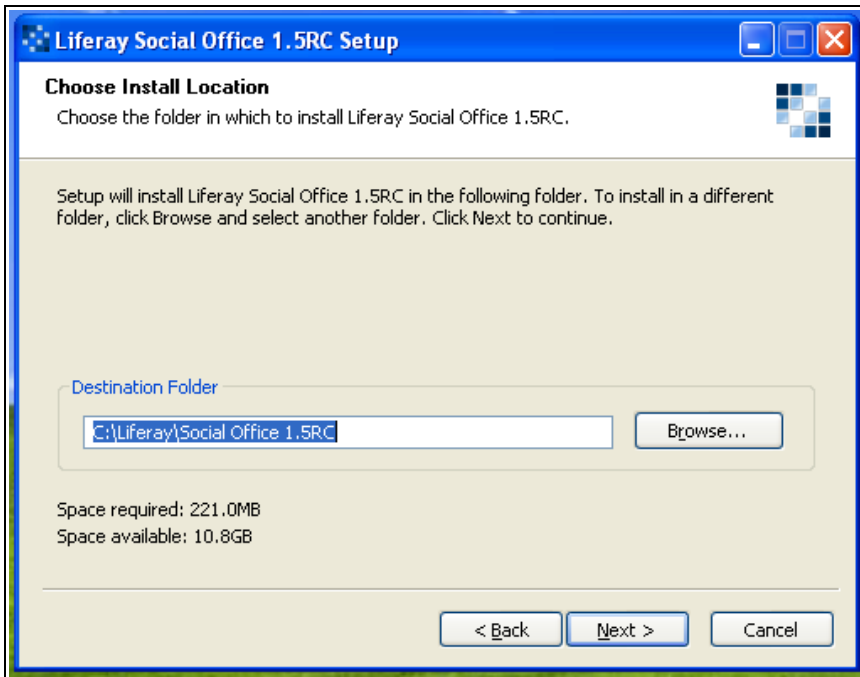 Liferay Social Office 1.5RC Setup
Choose Install Location
Choose the folder in which to install Liferay Social Office 1.5RC.
Setup will install Liferay Social Office 1.5RC in the following folder. To install in a different
folder, click Browse and select another folder. Click Next to continue.
Destination Folder
C:\Liferay\Social Office 1.5RC
Browse...
Space required: 221.0MB
Space available: 10.8GB
< Back Next > Cancel